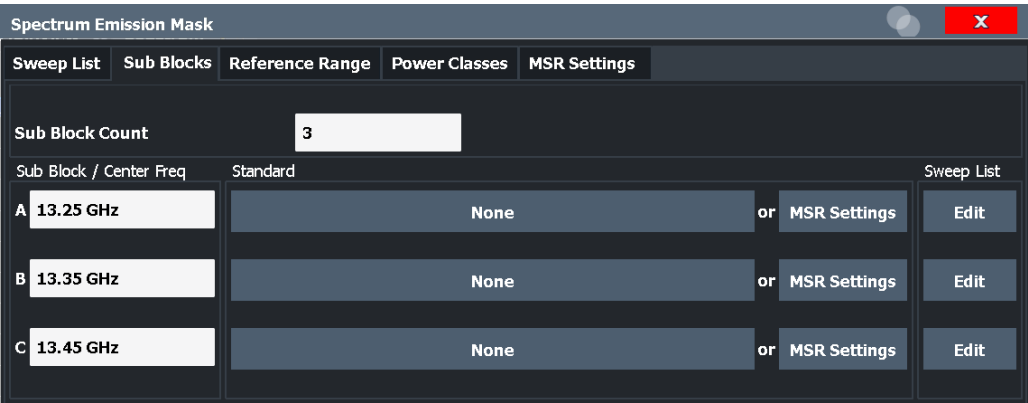 Spectrum Emission Mask X
Sweep List Sub Blocks Reference Range Power Classes MSR Settings
Sub Block Count 3
Sub Block / Center Freq Standard Sweep List
A 13.25 GHz None or MSR Settings Edit
B 13.35 GHz None or MSR Settings Edit
C 13.45 GHz None or MSR Settings Edit